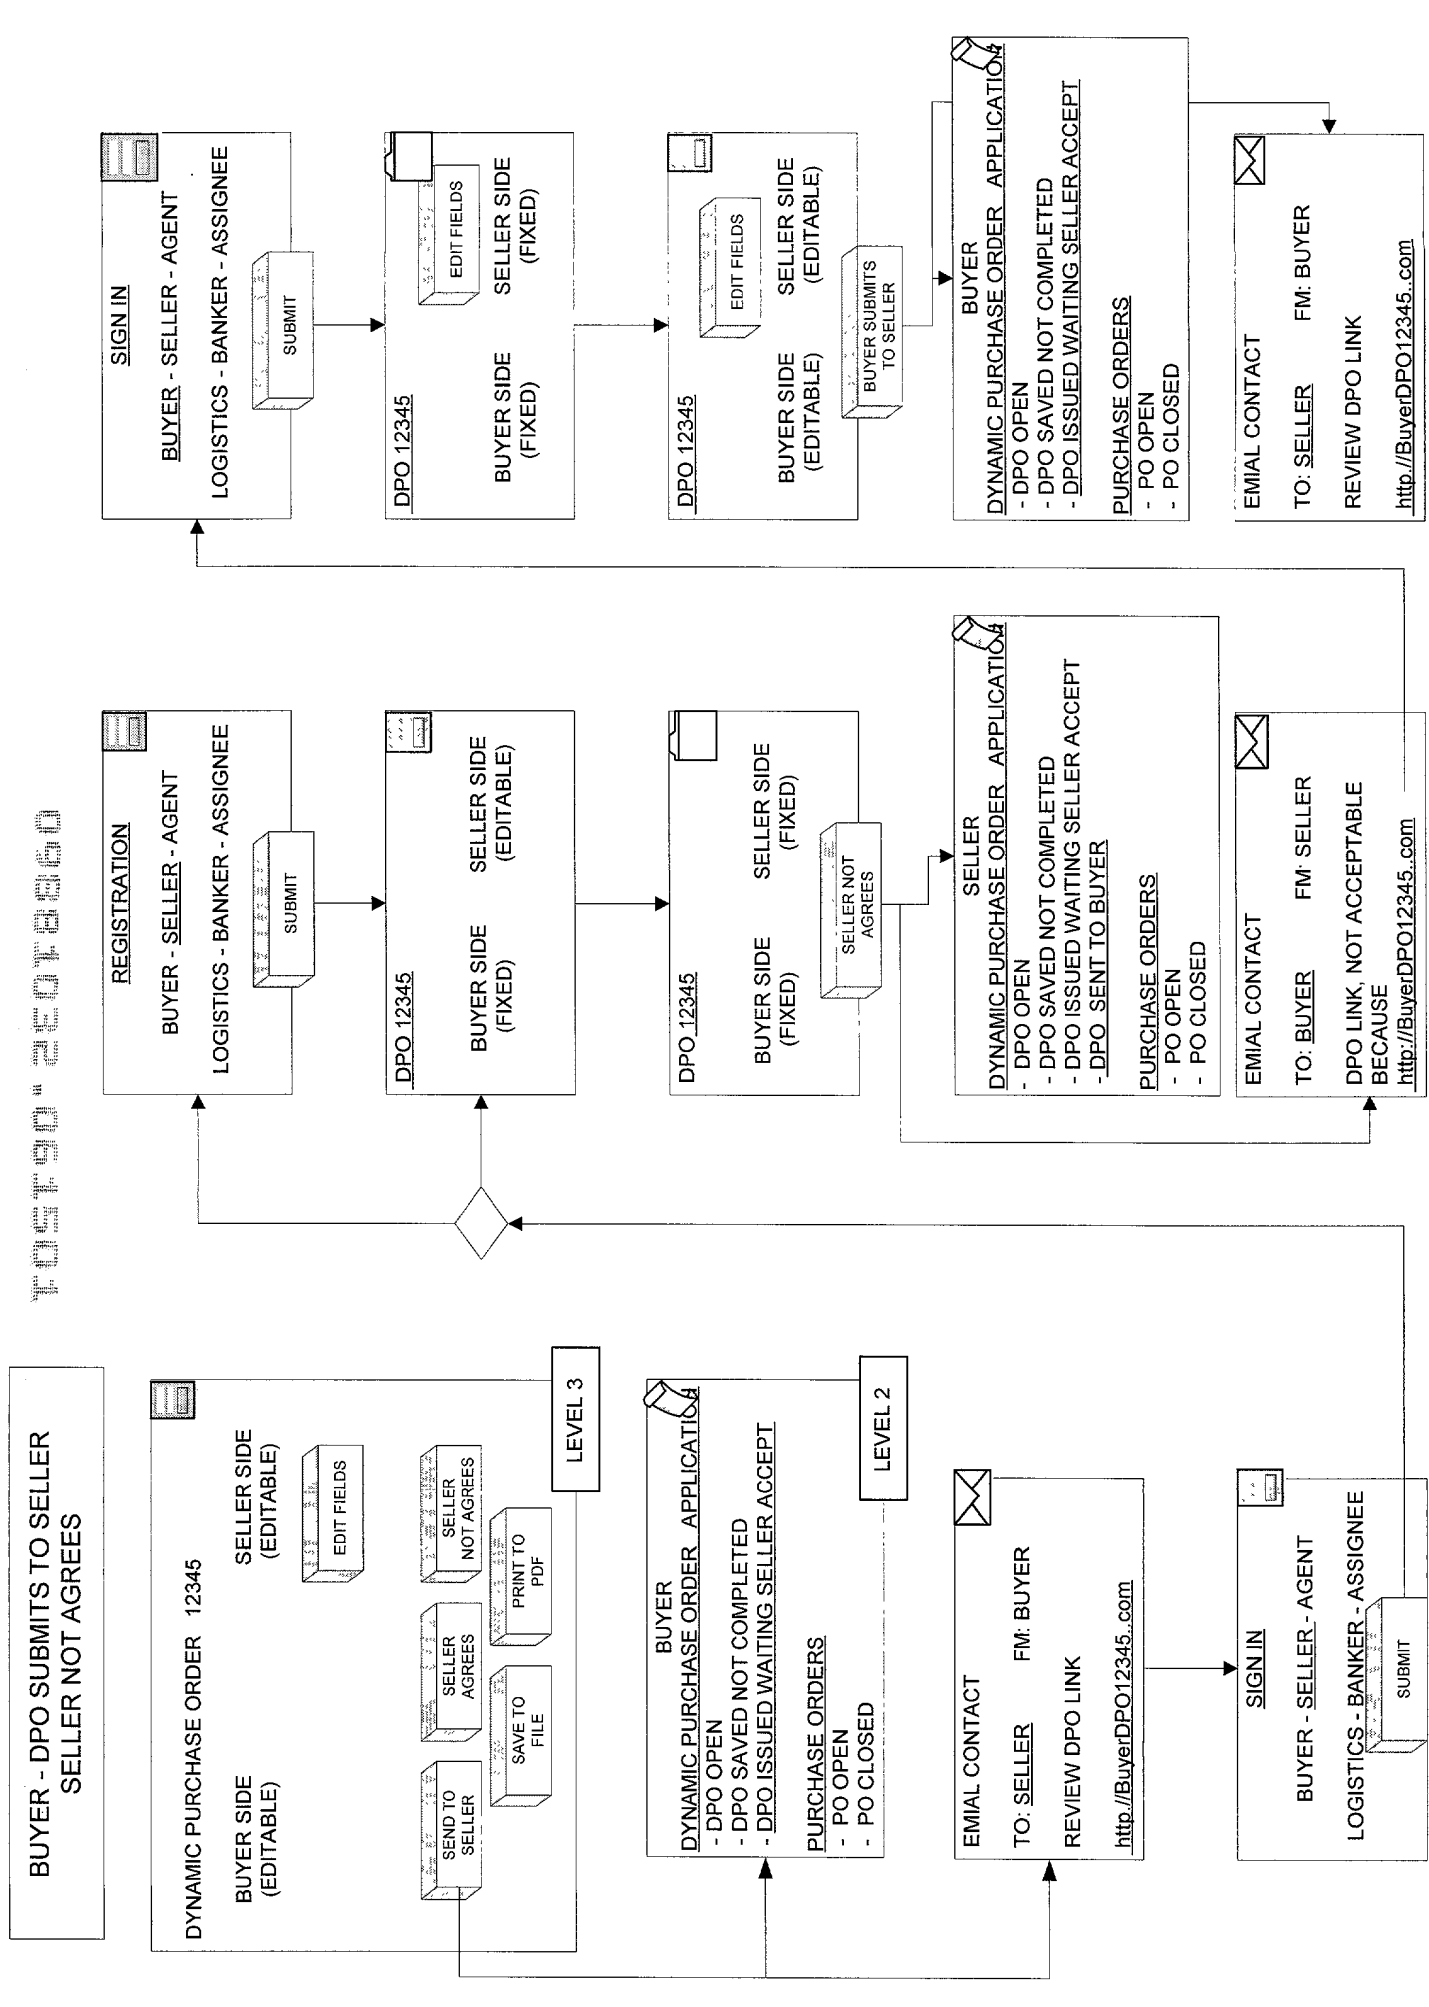 BUYER - DPO SUBMITS TO SELLER
SELLER NOT AGREES
DYNAMIC PURCHASE ORDER 12345
BUYER SIDE
(EDITABLE)
SELLER SIDE
(EDITABLE)
EDIT FIELDS
SEND TO
SELLER
SELLER
AGREES
SELLER
NOT AGREES
SAVE TO
FILE
PRINT TO
PDF
LEVEL 3
BUYER
DYNAMIC PURCHASE ORDER APPLICATION
- DPO OPEN
- DPO SAVED NOT COMPLETED
- DPO ISSUED WAITING SELLER ACCEPT
PURCHASE ORDERS
- PO OPEN
- PO CLOSED
LEVEL 2
EMIAL CONTACT
TO: SELLER FM: BUYER
REVIEW DPO LINK
http://BuyerDPO12345..com
SIGN IN
BUYER - SELLER - AGENT
LOGISTICS - BANKER - ASSIGNEE
SUBMIT
REGISTRATION
BUYER - SELLER - AGENT
LOGISTICS - BANKER - ASSIGNEE
SUBMIT
DPO 12345
BUYER SIDE
(FIXED)
SELLER SIDE
(EDITABLE)
DPO 12345
BUYER SIDE
(FIXED)
SELLER SIDE
(FIXED)
SELLER NOT
AGREES
SELLER
DYNAMIC PURCHASE ORDER APPLICATION
- DPO OPEN
- DPO SAVED NOT COMPLETED
- DPO ISSUED WAITING SELLER ACCEPT
- DPO SENT TO BUYER
PURCHASE ORDERS
- PO OPEN
- PO CLOSED
EMIAL CONTACT
TO: BUYER FM: SELLER
DPO LINK, NOT ACCEPTABLE
BECAUSE
http://BuyerDPO12345..com
SIGN IN
BUYER - SELLER - AGENT
LOGISTICS - BANKER - ASSIGNEE
SUBMIT
DPO 12345
EDIT FIELDS
BUYER SIDE
(FIXED)
SELLER SIDE
(FIXED)
DPO 12345
EDIT FIELDS
BUYER SIDE
(EDITABLE)
SELLER SIDE
(EDITABLE)
BUYER SUBMITS
TO SELLER
BUYER
DYNAMIC PURCHASE ORDER APPLICATION
- DPO OPEN
- DPO SAVED NOT COMPLETED
- DPO ISSUED WAITING SELLER ACCEPT
PURCHASE ORDERS
- PO OPEN
- PO CLOSED
EMIAL CONTACT
TO: SELLER FM: BUYER
REVIEW DPO LINK
http://BuyerDPO12345..com